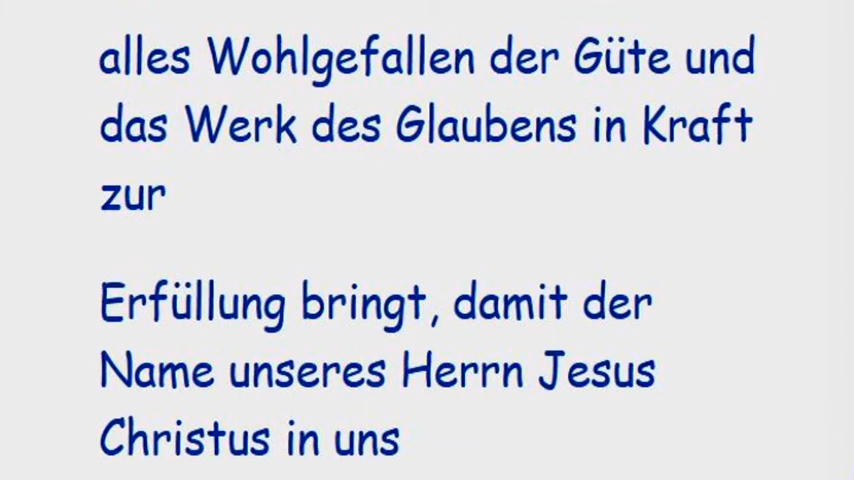 alles Wohlgefallen der Güte und
das Werk des Glaubens in Kraft
zur
Erfüllung bringt, damit der
Name unseres Herrn Jesus
Christus in uns